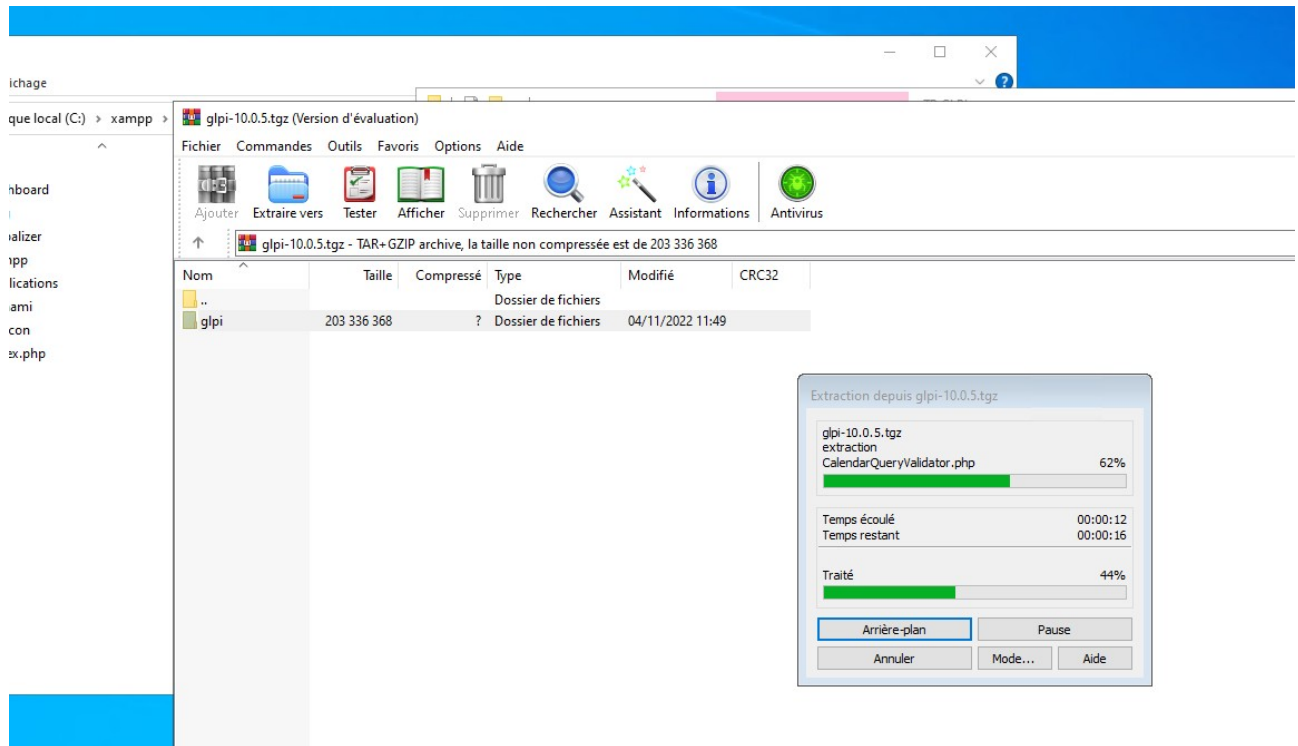 ichage
que local (C:) > xampp >
hboard
alizer
mpp
lications
ami
con
ex.php
glpi-10.0.5.tgz (Version d'évaluation)
Fichier Commandes Outils Favoris Options Aide
Ajouter Extraire vers Tester Afficher Supprimer Rechercher Assistant Informations Antivirus
glpi-10.0.5.tgz - TAR+GZIP archive, la taille non compressée est de 203 336 368
Nom Taille Compressé Type Modifié CRC32
.. Dossier de fichiers
glpi 203 336 368 ? Dossier de fichiers 04/11/2022 11:49
Extraction depuis glpi-10.0.5.tgz
glpi-10.0.5.tgz
extraction
CalendarQueryValidator.php 62%
Temps écoulé 00:00:12
Temps restant 00:00:16
Traité 44%
Arrière-plan Pause
Annuler Mode... Aide